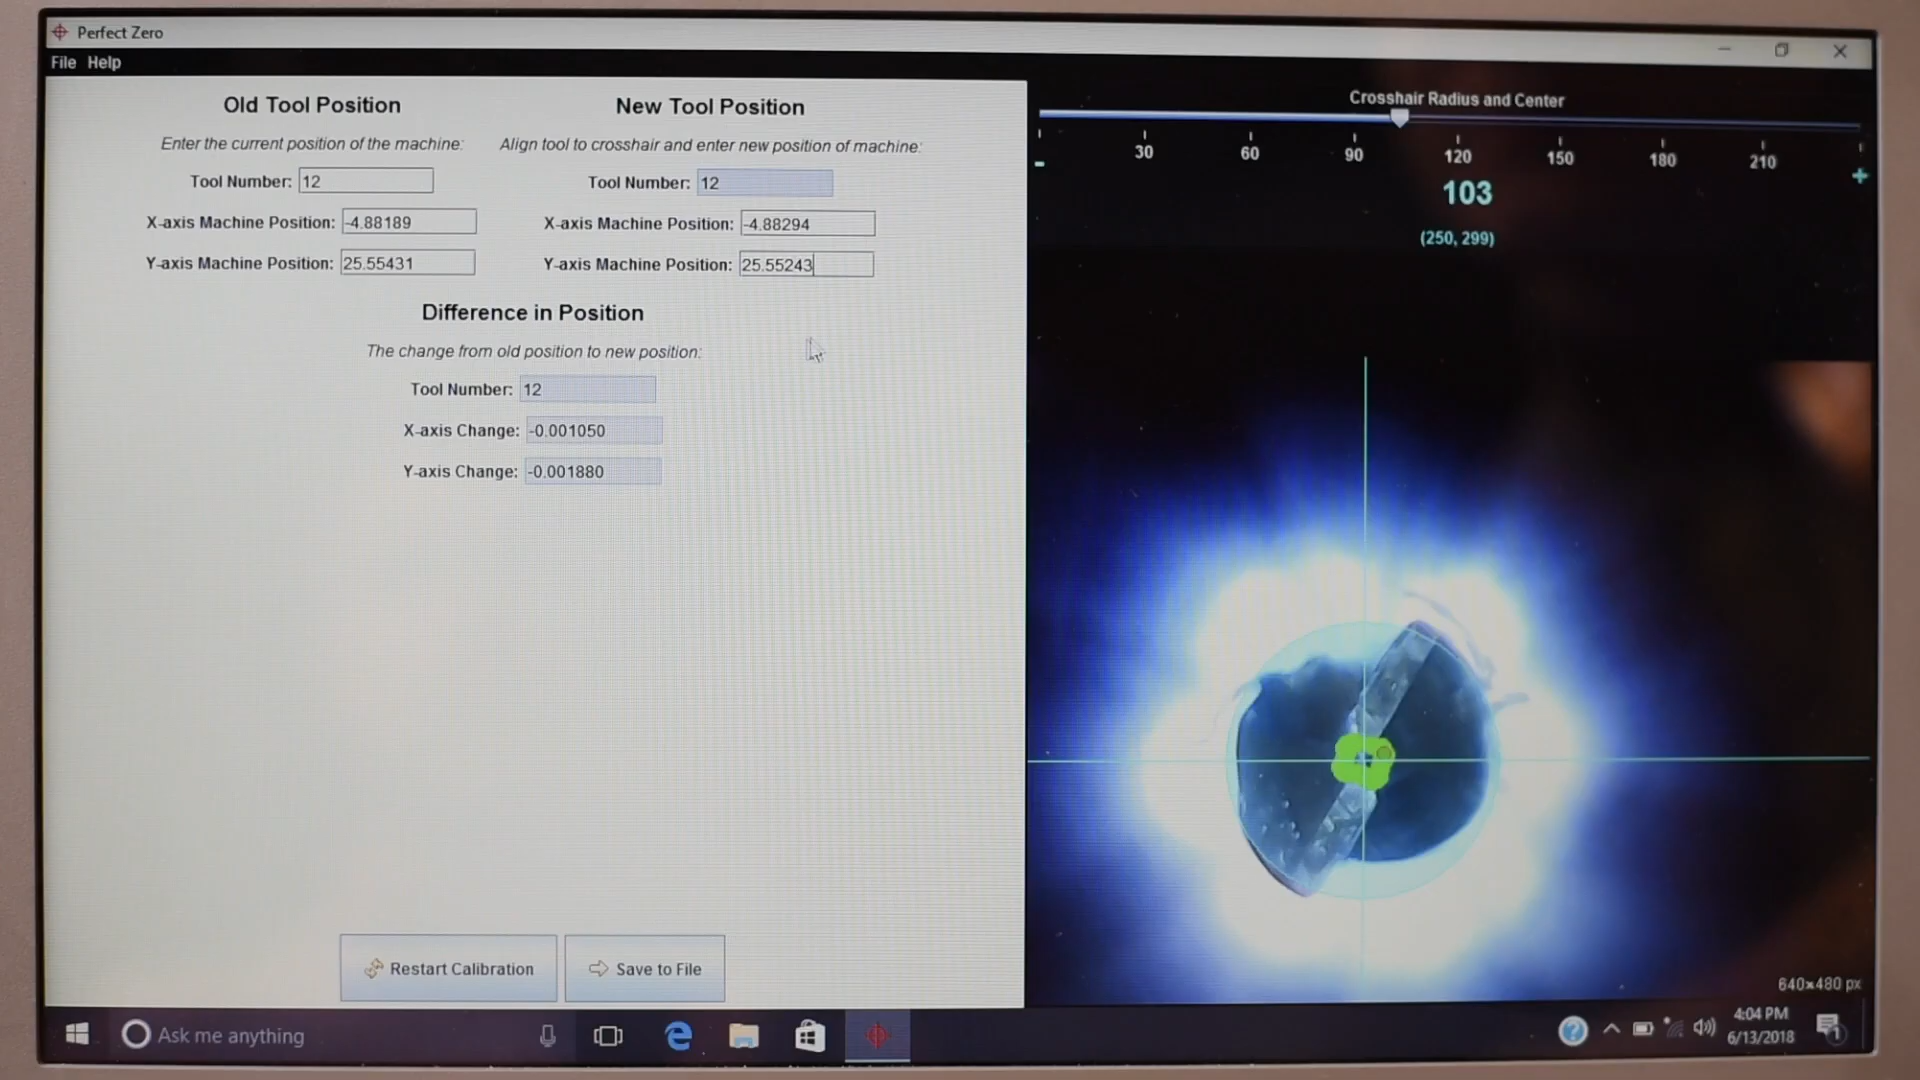 Perfect Zero
File Help
Old Tool Position
Enter the current position of the machine:
Tool Number: 12
X-axis Machine Position: -4.88189
Y-axis Machine Position: 25.55431
New Tool Position
Align tool to crosshair and enter new position of machine:
Tool Number: 12
X-axis Machine Position: -4.88294
Y-axis Machine Position: 25.55243
Difference in Position
The change from old position to new position:
Tool Number: 12
X-axis Change: -0.001050
Y-axis Change: -0.001880
Restart Calibration
Save to File
Crosshair Radius and Center
- 30 60 90 120 150 180 210 +
103
(250, 299)
640×480 px
Ask me anything
4:04 PM
6/13/2018
1